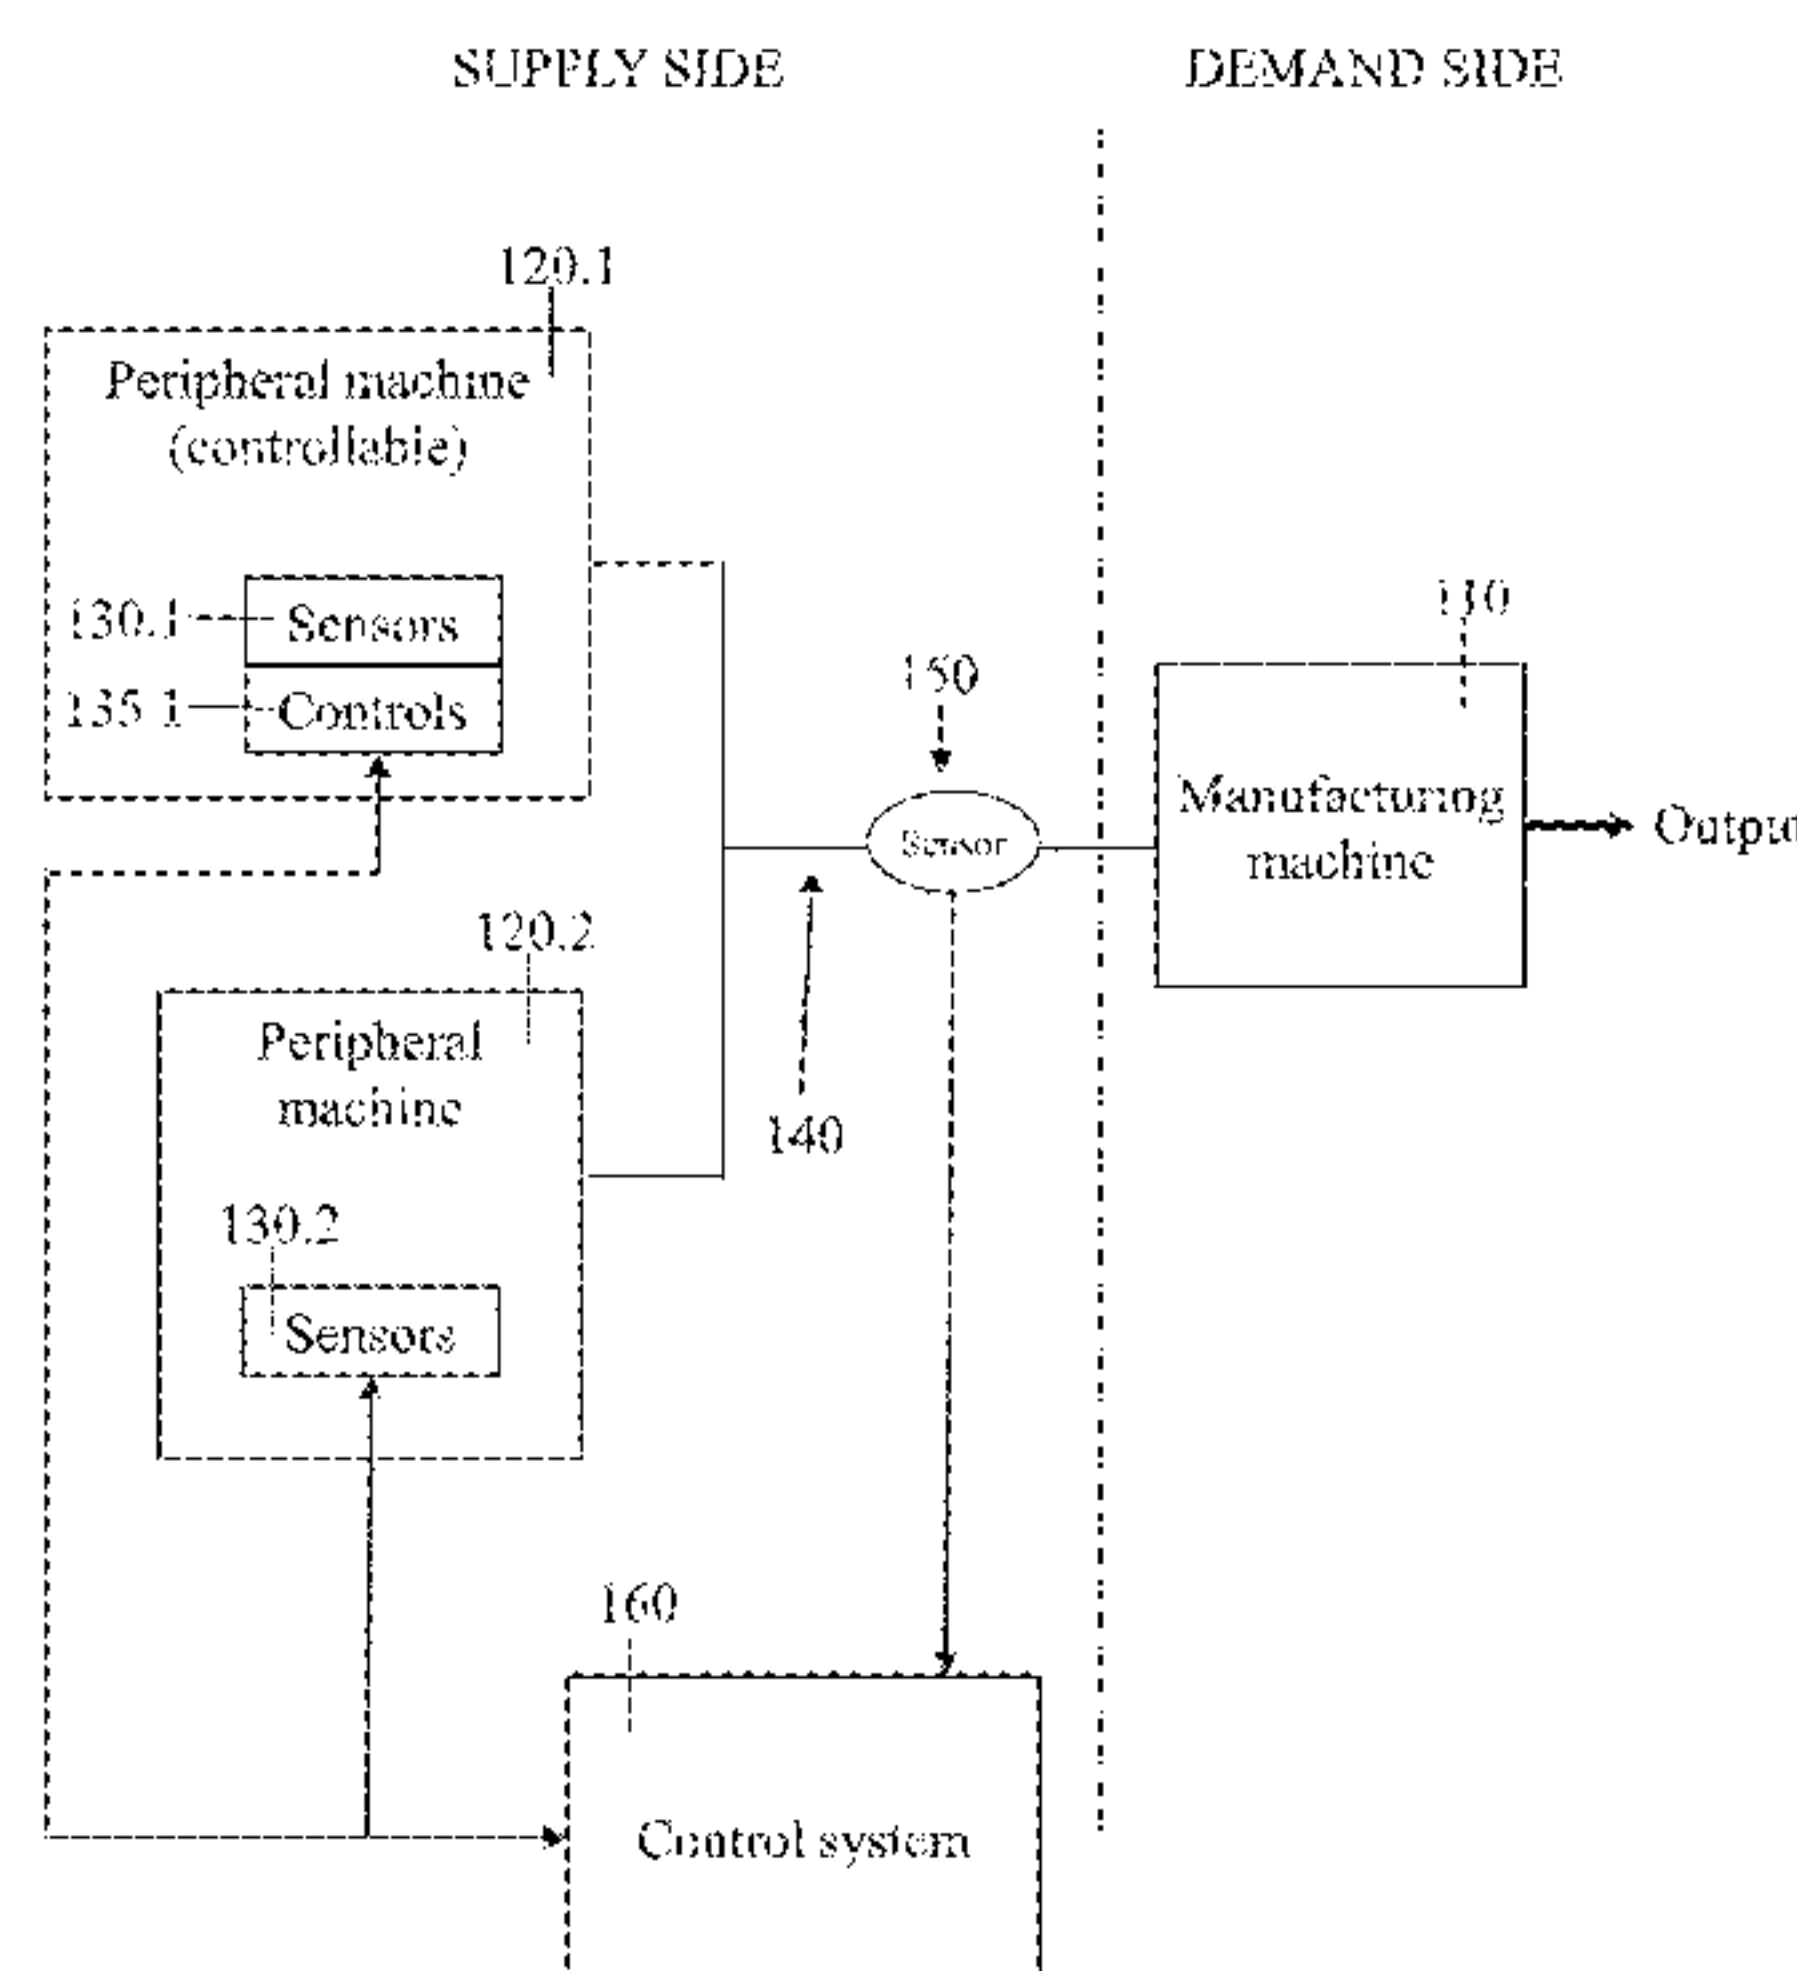 SUPPLY SIDE
DEMAND SIDE
120.1
Peripheral machine
(controllable)
130.1
Sensors
135.1
Controls
150
Sensor
110
Manufacturing
machine
Output
120.2
Peripheral
machine
140
130.2
Sensors
160
Control system